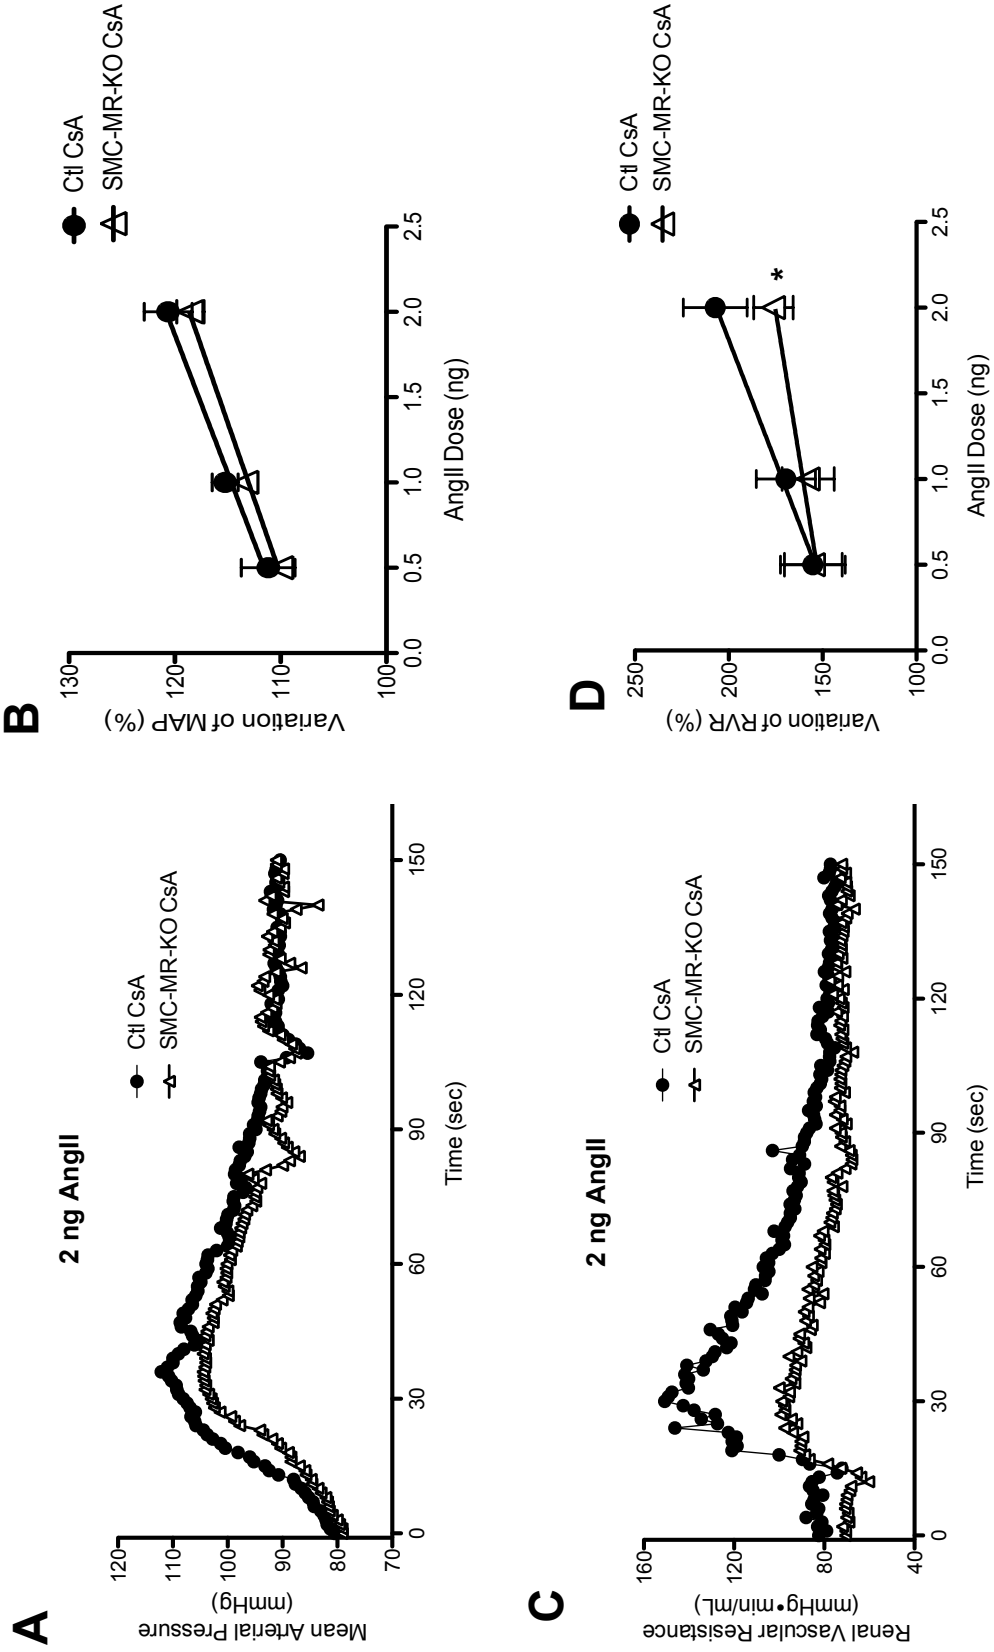 A
2 ng AngII
Ctl CsA
SMC-MR-KO CsA
Mean Arterial Pressure
(mmHg)
120
110
100
90
80
70
0
30
60
90
120
150
Time (sec)
B
Ctl CsA
SMC-MR-KO CsA
Variation of MAP (%)
130
120
110
100
0.0
0.5
1.0
1.5
2.0
2.5
AngII Dose (ng)
C
2 ng AngII
Ctl CsA
SMC-MR-KO CsA
Renal Vascular Resistance
(mmHg•min/mL)
160
120
80
40
0
30
60
90
120
150
Time (sec)
D
Ctl CsA
SMC-MR-KO CsA
Variation of RVR (%)
250
200
150
100
*
0.0
0.5
1.0
1.5
2.0
2.5
AngII Dose (ng)